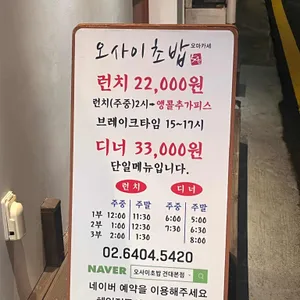 오사이초밥 오마카세
런치 22,000원
런치(주중)2시→앵콜추가피스
브레이크타임 15~17시
디너 33,000원
단일메뉴입니다.
런치 디너
주중 주말 주중 주말
1부 12:00 11:30 6:00 5:00
2부 1:00 12:30 7:30 6:30
3부 2:00 1:30 8:00
02.6404.5420
NAVER 오사이초밥 건대본점
네이버 예약을 이용해주세요